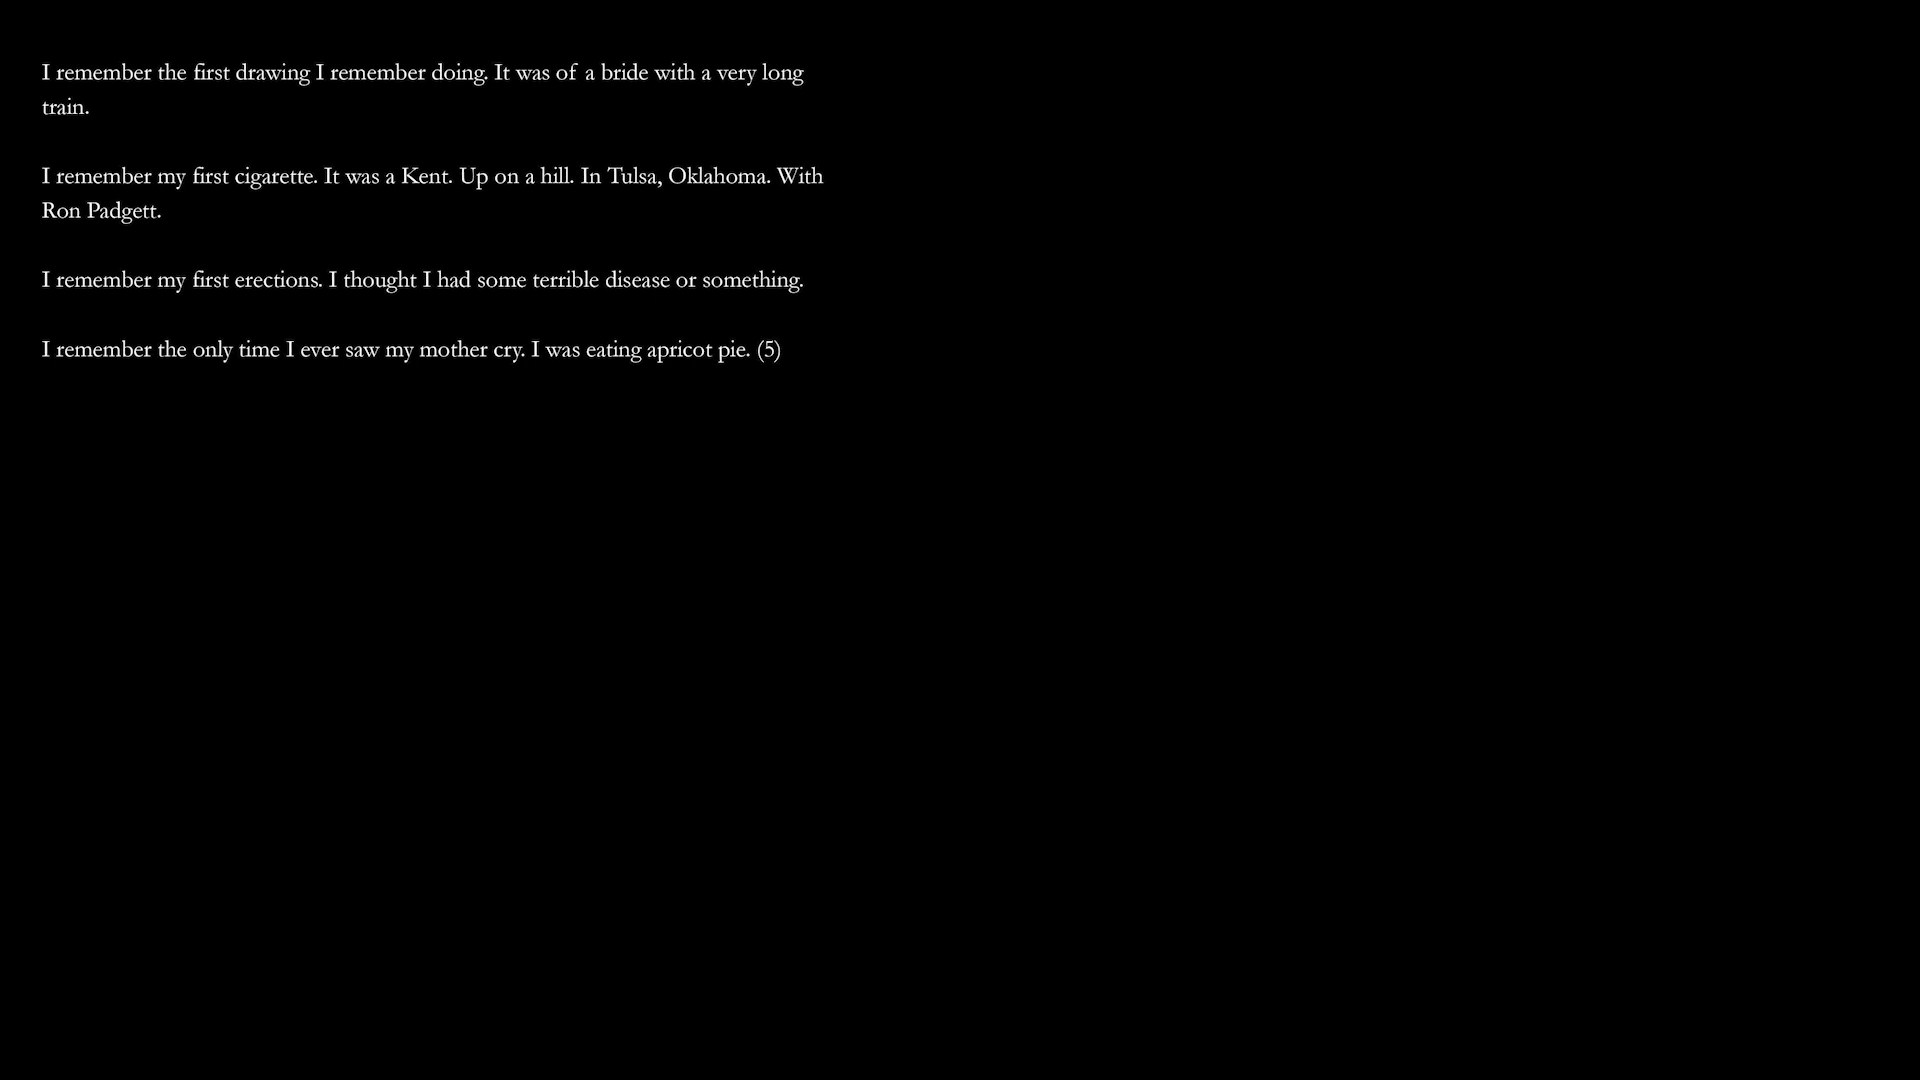 I remember the first drawing I remember doing. It was of a bride with a very long
train.
I remember my first cigarette. It was a Kent. Up on a hill. In Tulsa, Oklahoma. With
Ron Padgett.
I remember my first erections. I thought I had some terrible disease or something.
I remember the only time I ever saw my mother cry. I was eating apricot pie. (5)